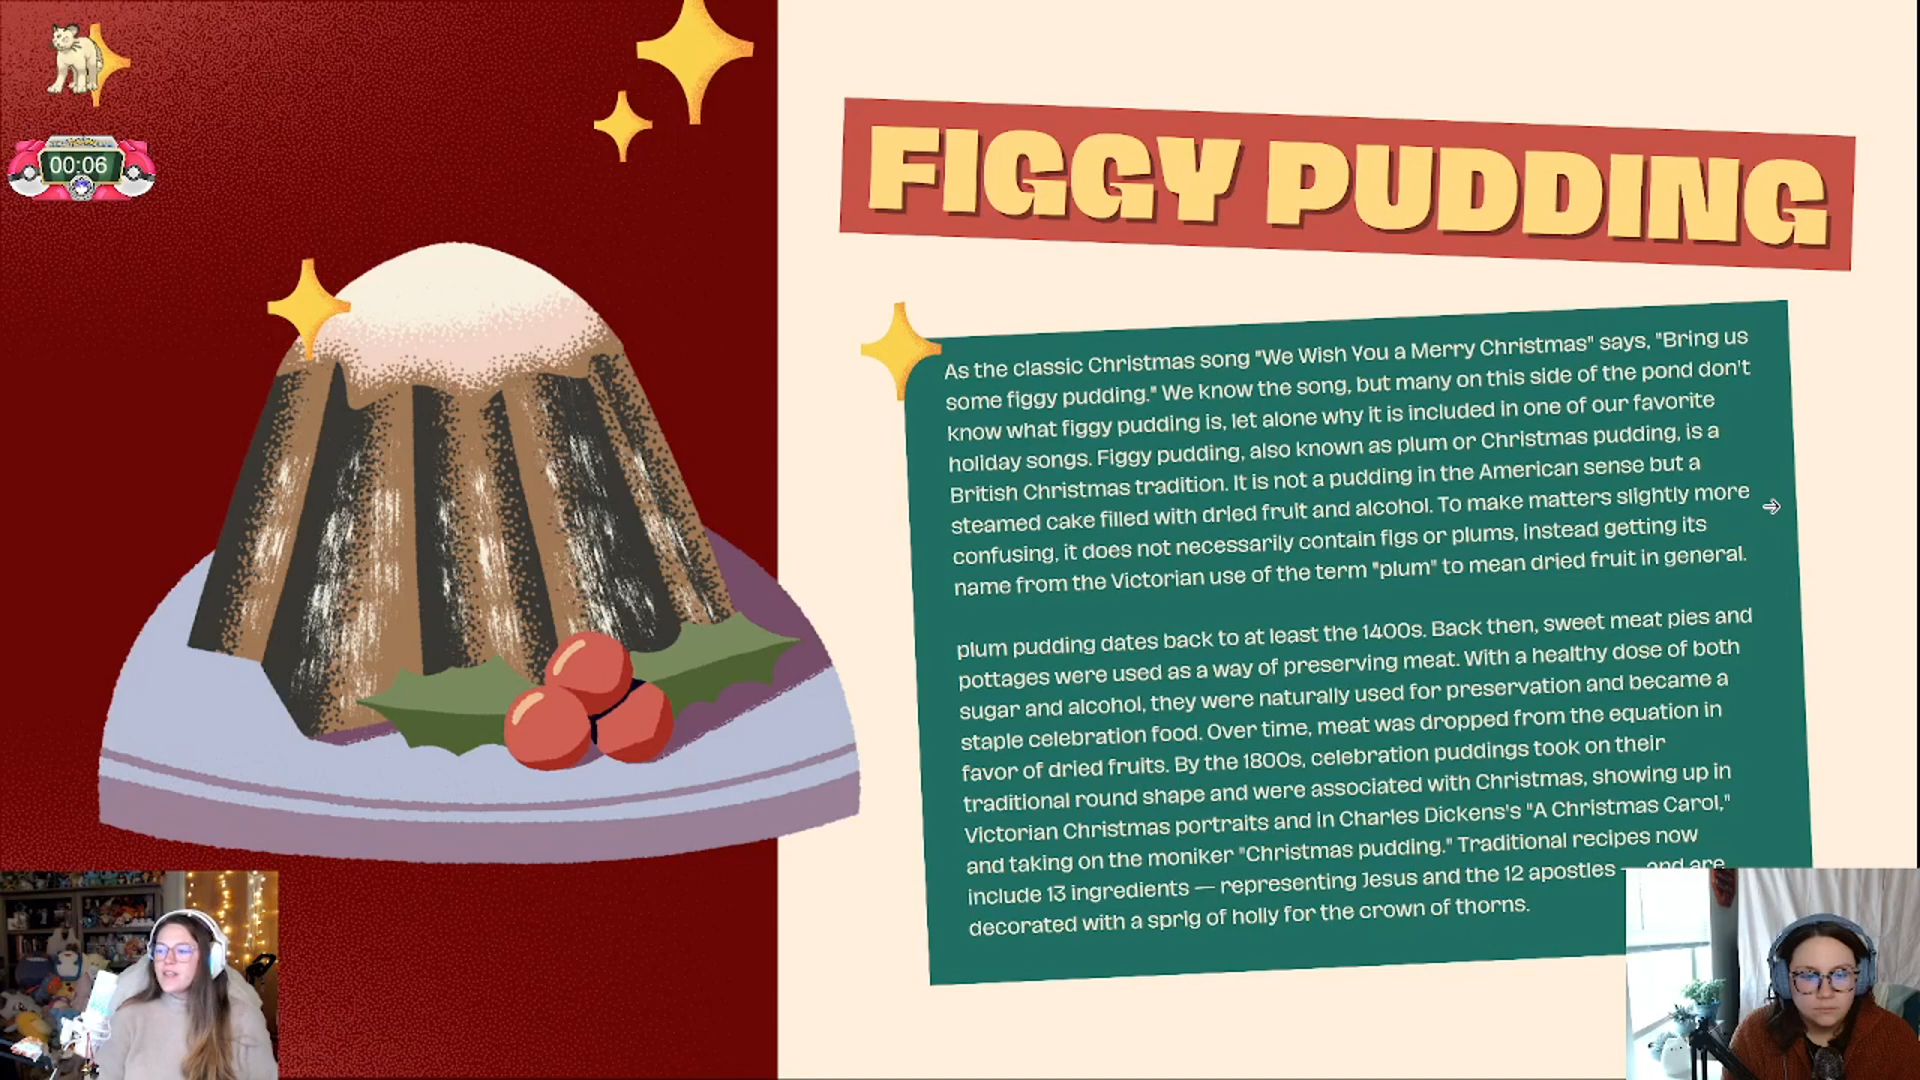 00:06
FIGGY PUDDING
As the classic Christmas song "We Wish You a Merry Christmas" says, "Bring us
some figgy pudding." We know the song, but many on this side of the pond don't
know what figgy pudding is, let alone why it is included in one of our favorite
holiday songs. Figgy pudding, also known as plum or Christmas pudding, is a
British Christmas tradition. It is not a pudding in the American sense but a
steamed cake filled with dried fruit and alcohol. To make matters slightly more
confusing, it does not necessarily contain figs or plums, instead getting its
name from the Victorian use of the term "plum" to mean dried fruit in general.
plum pudding dates back to at least the 1400s. Back then, sweet meat pies and
pottages were used as a way of preserving meat. With a healthy dose of both
sugar and alcohol, they were naturally used for preservation and became a
staple celebration food. Over time, meat was dropped from the equation in
favor of dried fruits. By the 1800s, celebration puddings took on their
traditional round shape and were associated with Christmas, showing up in
Victorian Christmas portraits and in Charles Dickens's "A Christmas Carol,"
and taking on the moniker "Christmas pudding." Traditional recipes now
include 13 ingredients — representing Jesus and the 12 apostles — and are
decorated with a sprig of holly for the crown of thorns.